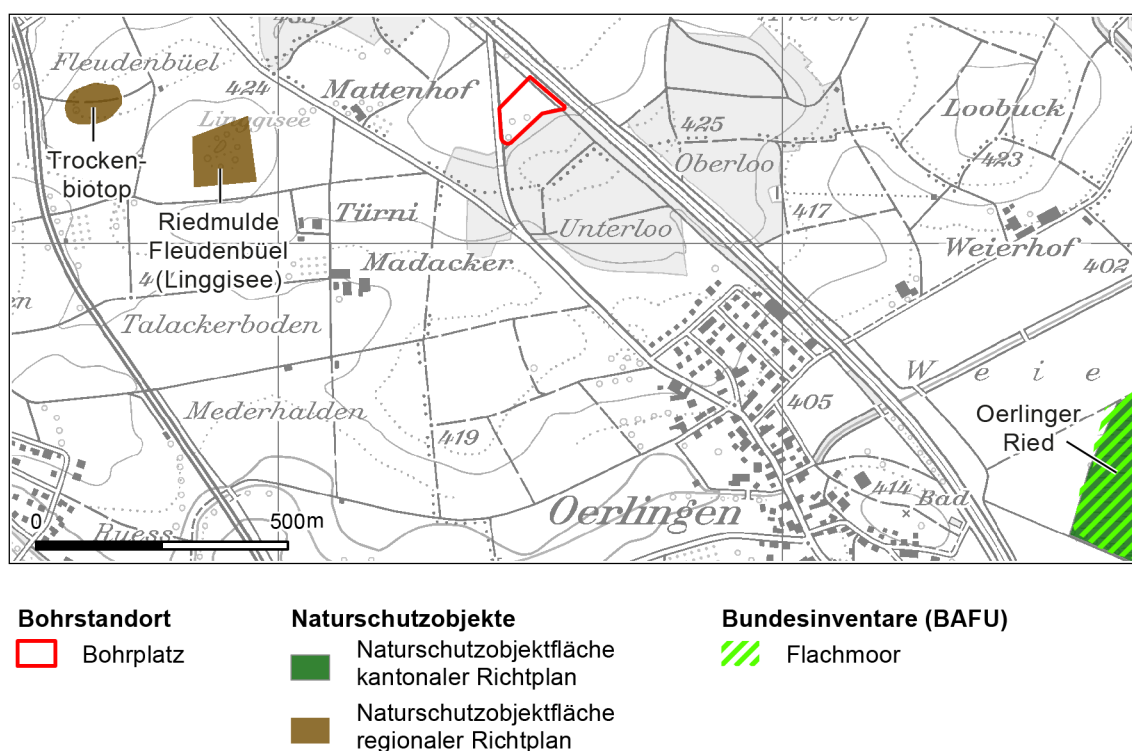 Fleudenbüel
424
Mattenhof
Linggisee
425
Loobuck
Oberloo
423
Trocken-
biotop
Riedmulde
Fleudenbüel
(Linggisee)
Türni
Unterloo
417
Weierhof
Madacker
402
Talackerboden
W e i e
Mederhalden
405
Oerlinger
Ried
419
Oerlingen
414
Bad
0
500m
Bohrstandort
Bohrplatz
Naturschutzobjekte
Naturschutzobjektfläche
kantonaler Richtplan
Naturschutzobjektfläche
regionaler Richtplan
Bundesinventare (BAFU)
Flachmoor